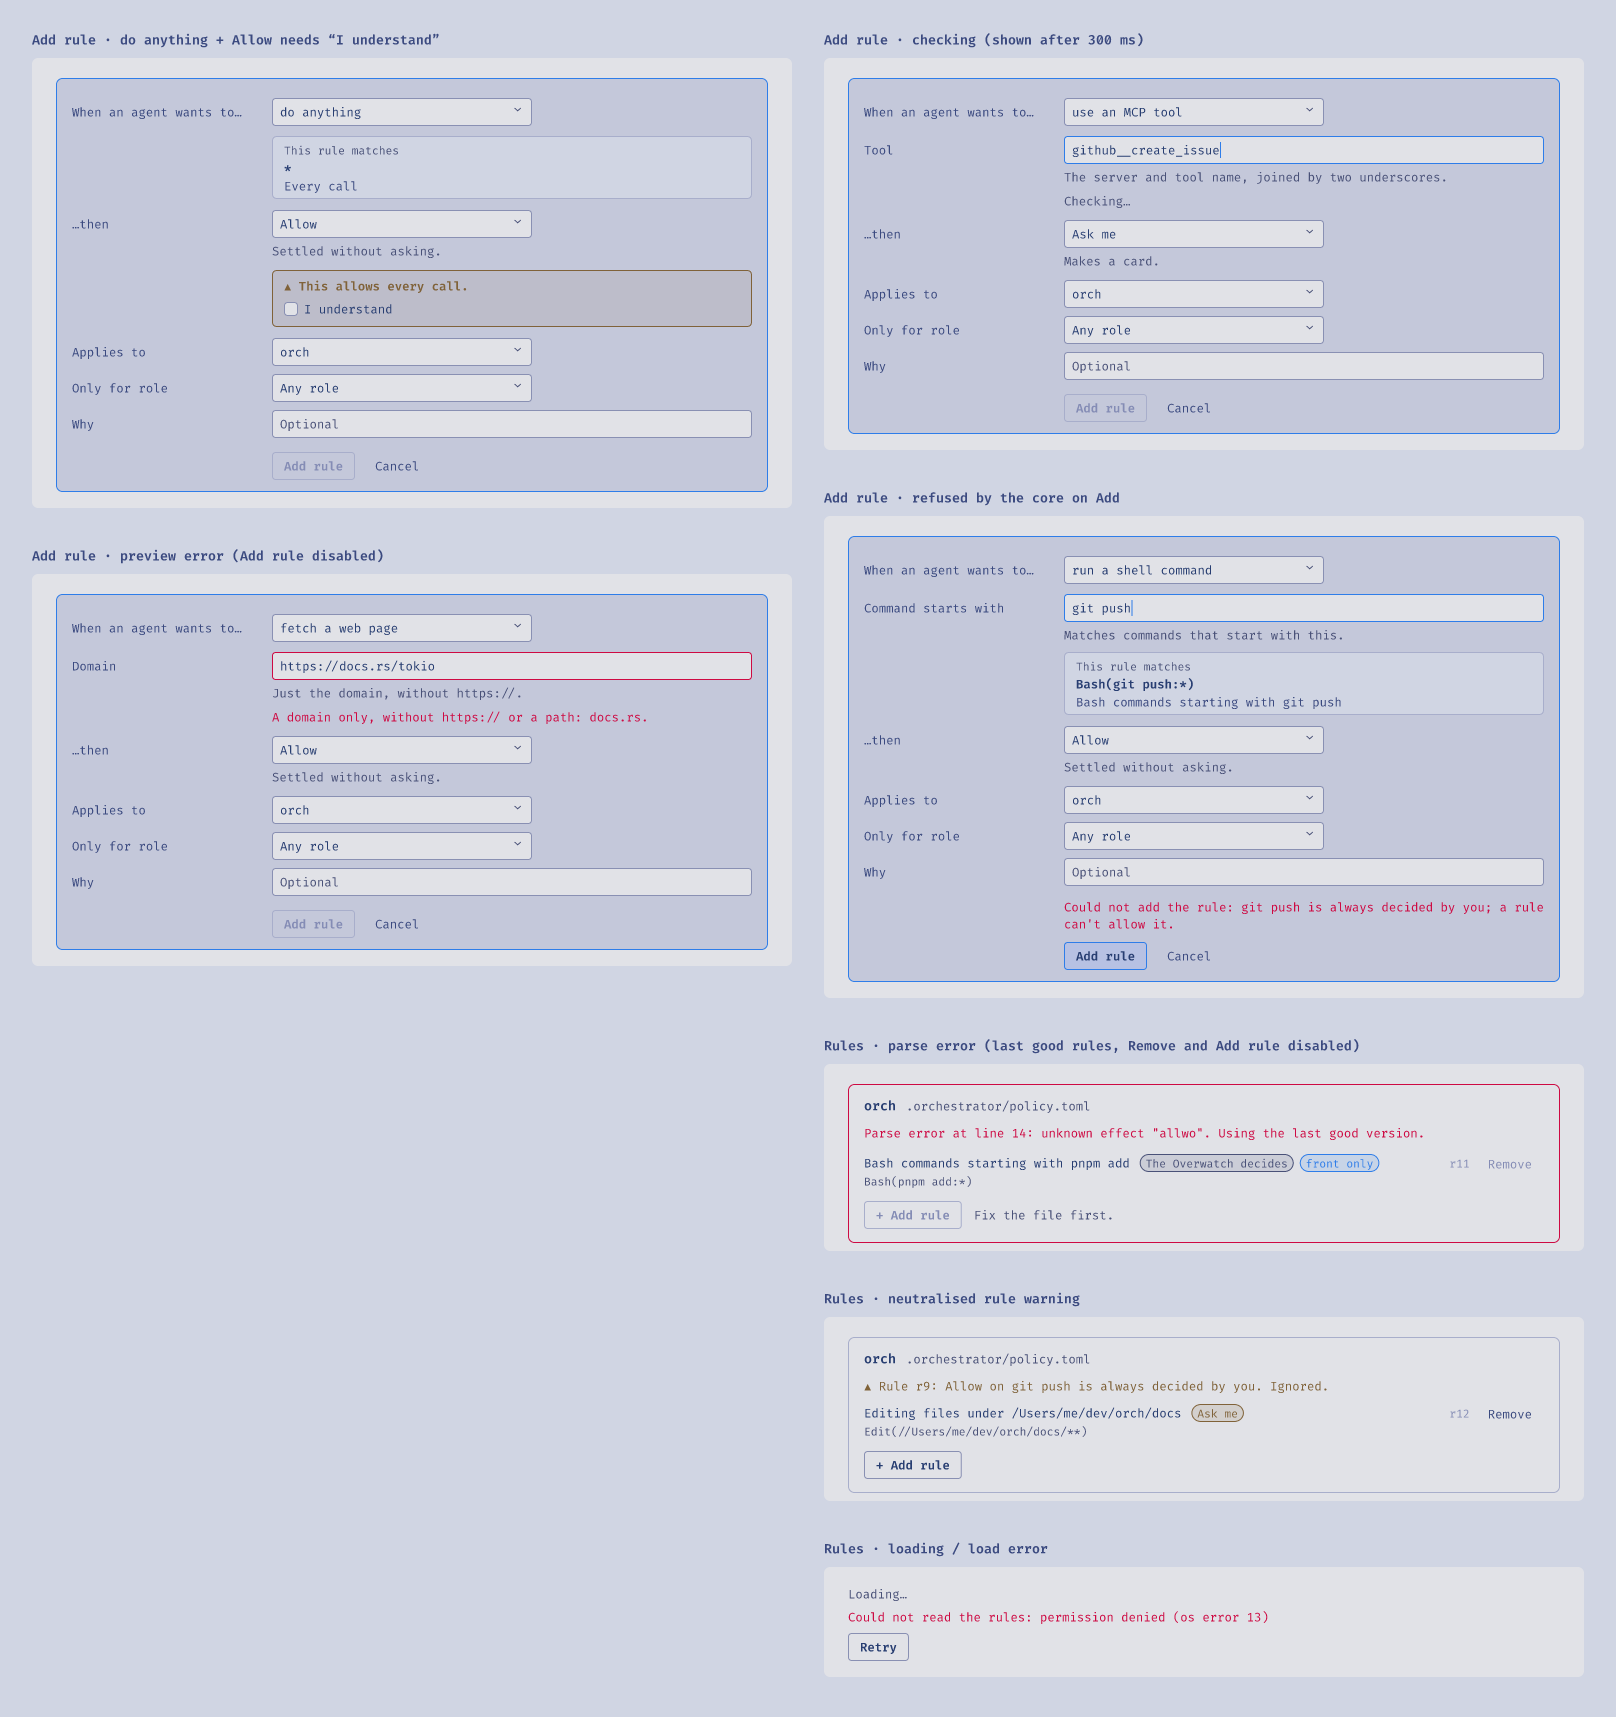 Add rule · do anything + Allow needs “I understand”
When an agent wants to…
do anything
This rule matches
*
Every call
…then
Allow
Settled without asking.
▲ This allows every call.
I understand
Applies to
orch
Only for role
Any role
Why
Optional
Add rule
Cancel
Add rule · preview error (Add rule disabled)
When an agent wants to…
fetch a web page
Domain
https://docs.rs/tokio
Just the domain, without https://.
A domain only, without https:// or a path: docs.rs.
…then
Allow
Settled without asking.
Applies to
orch
Only for role
Any role
Why
Optional
Add rule
Cancel
Add rule · checking (shown after 300 ms)
When an agent wants to…
use an MCP tool
Tool
github__create_issue
The server and tool name, joined by two underscores.
Checking…
…then
Ask me
Makes a card.
Applies to
orch
Only for role
Any role
Why
Optional
Add rule
Cancel
Add rule · refused by the core on Add
When an agent wants to…
run a shell command
Command starts with
git push
Matches commands that start with this.
This rule matches
Bash(git push:*)
Bash commands starting with git push
…then
Allow
Settled without asking.
Applies to
orch
Only for role
Any role
Why
Optional
Could not add the rule: git push is always decided by you; a rule
can't allow it.
Add rule
Cancel
Rules · parse error (last good rules, Remove and Add rule disabled)
orch .orchestrator/policy.toml
Parse error at line 14: unknown effect "allwo". Using the last good version.
Bash commands starting with pnpm add The Overwatch decides front only r11 Remove
Bash(pnpm add:*)
+ Add rule Fix the file first.
Rules · neutralised rule warning
orch .orchestrator/policy.toml
▲ Rule r9: Allow on git push is always decided by you. Ignored.
Editing files under /Users/me/dev/orch/docs Ask me r12 Remove
Edit(//Users/me/dev/orch/docs/**)
+ Add rule
Rules · loading / load error
Loading…
Could not read the rules: permission denied (os error 13)
Retry